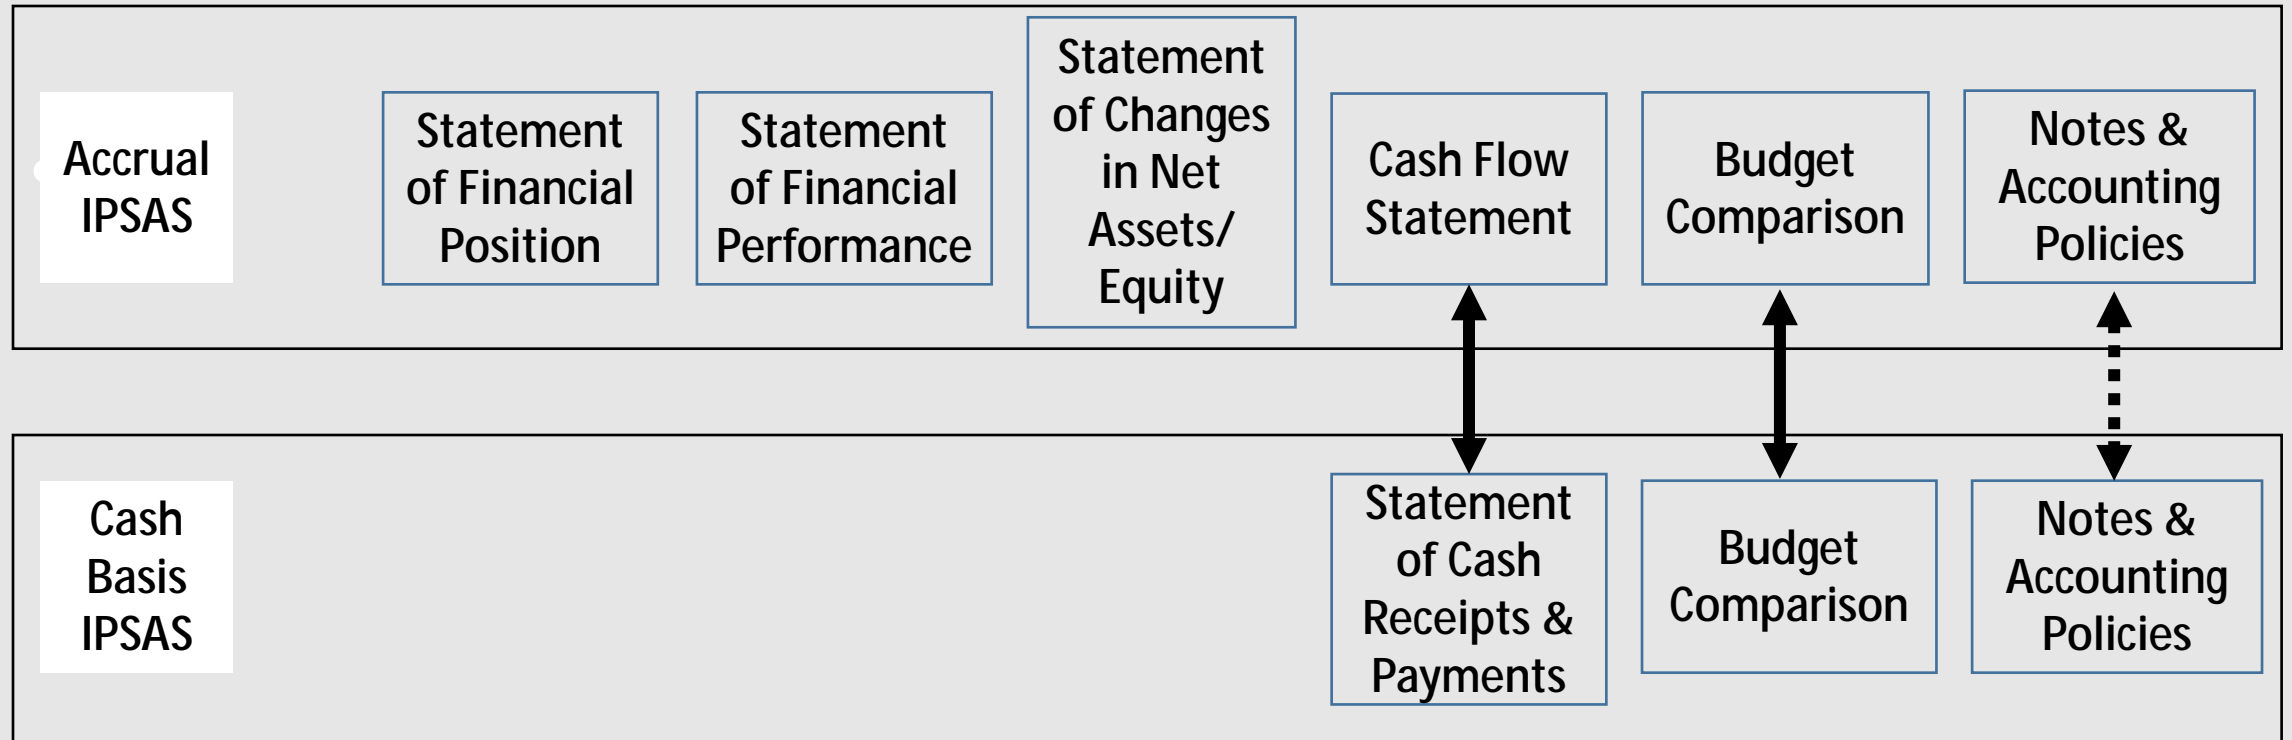 Accrual
IPSAS
Statement
of Financial
Position
Statement
of Financial
Performance
Statement
of Changes
in Net
Assets/
Equity
Cash Flow
Statement
Budget
Comparison
Notes &
Accounting
Policies
Cash
Basis
IPSAS
Statement
of Cash
Receipts &
Payments
Budget
Comparison
Notes &
Accounting
Policies